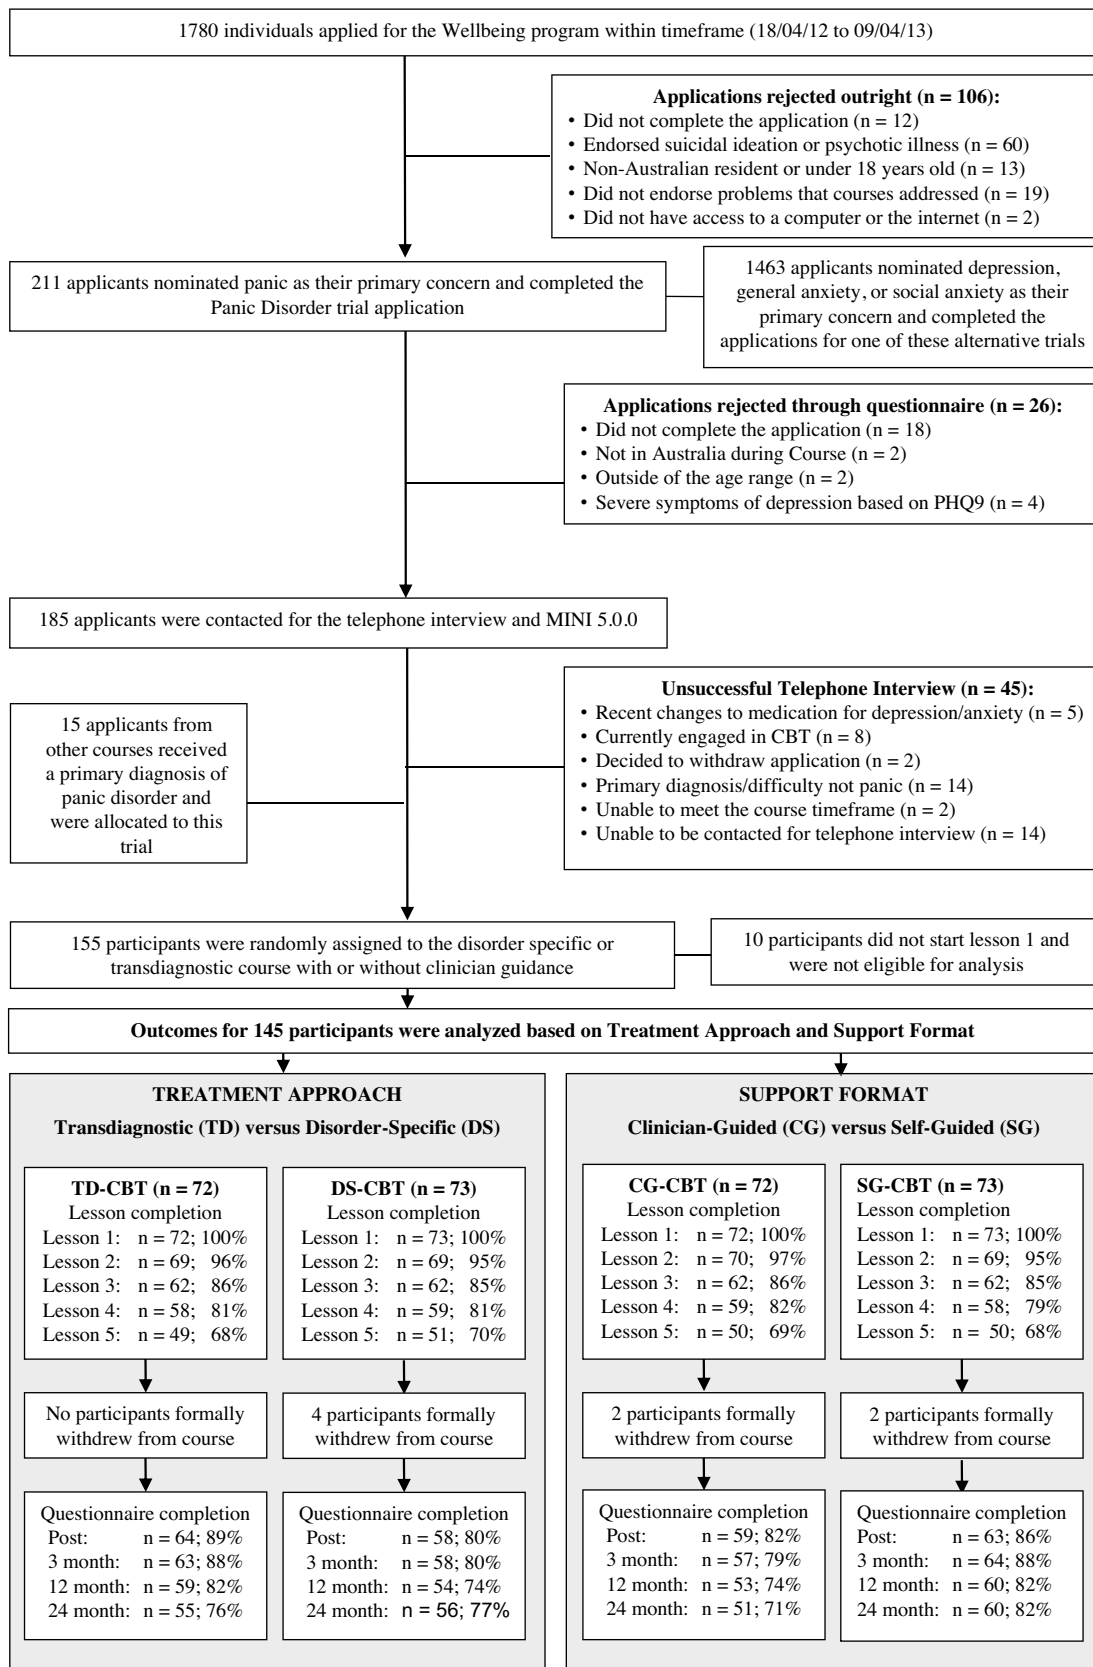 1780 individuals applied for the Wellbeing program within timeframe (18/04/12 to 09/04/13)
Applications rejected outright (n = 106):
• Did not complete the application (n = 12)
• Endorsed suicidal ideation or psychotic illness (n = 60)
• Non-Australian resident or under 18 years old (n = 13)
• Did not endorse problems that courses addressed (n = 19)
• Did not have access to a computer or the internet (n = 2)
211 applicants nominated panic as their primary concern and completed the
Panic Disorder trial application
1463 applicants nominated depression,
general anxiety, or social anxiety as their
primary concern and completed the
applications for one of these alternative trials
Applications rejected through questionnaire (n = 26):
• Did not complete the application (n = 18)
• Not in Australia during Course (n = 2)
• Outside of the age range (n = 2)
• Severe symptoms of depression based on PHQ9 (n = 4)
185 applicants were contacted for the telephone interview and MINI 5.0.0
Unsuccessful Telephone Interview (n = 45):
• Recent changes to medication for depression/anxiety (n = 5)
• Currently engaged in CBT (n = 8)
• Decided to withdraw application (n = 2)
• Primary diagnosis/difficulty not panic (n = 14)
• Unable to meet the course timeframe (n = 2)
• Unable to be contacted for telephone interview (n = 14)
15 applicants from
other courses received
a primary diagnosis of
panic disorder and
were allocated to this
trial
155 participants were randomly assigned to the disorder specific or
transdiagnostic course with or without clinician guidance
10 participants did not start lesson 1 and
were not eligible for analysis
Outcomes for 145 participants were analyzed based on Treatment Approach and Support Format
TREATMENT APPROACH
Transdiagnostic (TD) versus Disorder-Specific (DS)
TD-CBT (n = 72)
Lesson completion
Lesson 1: n = 72; 100%
Lesson 2: n = 69; 96%
Lesson 3: n = 62; 86%
Lesson 4: n = 58; 81%
Lesson 5: n = 49; 68%
No participants formally
withdrew from course
Questionnaire completion
Post: n = 64; 89%
3 month: n = 63; 88%
12 month: n = 59; 82%
24 month: n = 55; 76%
DS-CBT (n = 73)
Lesson completion
Lesson 1: n = 73; 100%
Lesson 2: n = 69; 95%
Lesson 3: n = 62; 85%
Lesson 4: n = 59; 81%
Lesson 5: n = 51; 70%
4 participants formally
withdrew from course
Questionnaire completion
Post: n = 58; 80%
3 month: n = 58; 80%
12 month: n = 54; 74%
24 month: n = 56; 77%
SUPPORT FORMAT
Clinician-Guided (CG) versus Self-Guided (SG)
CG-CBT (n = 72)
Lesson completion
Lesson 1: n = 72; 100%
Lesson 2: n = 70; 97%
Lesson 3: n = 62; 86%
Lesson 4: n = 59; 82%
Lesson 5: n = 50; 69%
2 participants formally
withdrew from course
Questionnaire completion
Post: n = 59; 82%
3 month: n = 57; 79%
12 month: n = 53; 74%
24 month: n = 51; 71%
SG-CBT (n = 73)
Lesson completion
Lesson 1: n = 73; 100%
Lesson 2: n = 69; 95%
Lesson 3: n = 62; 85%
Lesson 4: n = 58; 79%
Lesson 5: n = 50; 68%
2 participants formally
withdrew from course
Questionnaire completion
Post: n = 63; 86%
3 month: n = 64; 88%
12 month: n = 60; 82%
24 month: n = 60; 82%